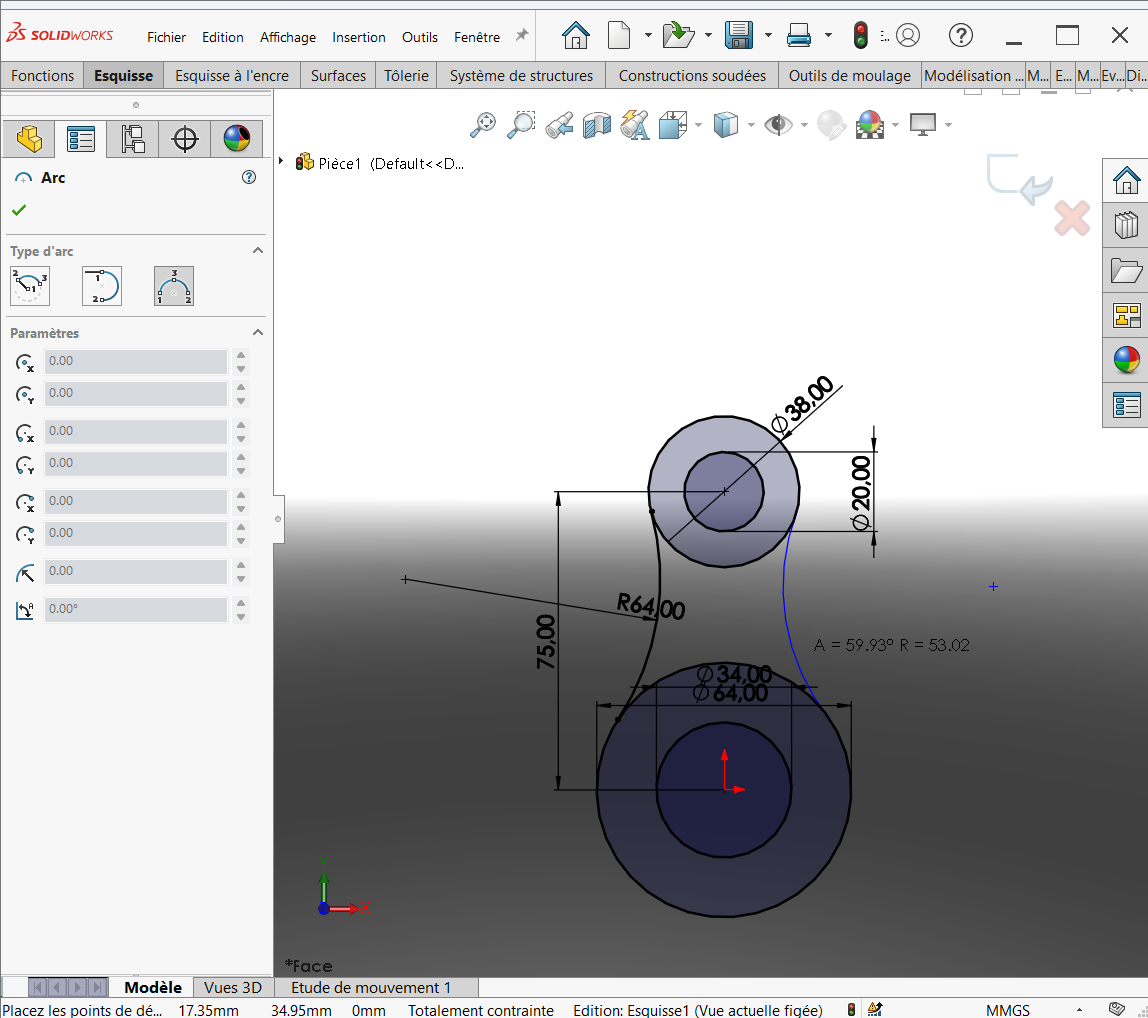 SOLIDWORKS
Fichier Edition Affichage Insertion Outils Fenêtre
Fonctions Esquisse Esquisse à l'encre Surfaces Tôlerie Système de structures Constructions soudées Outils de moulage Modélisation ... M... E... M... Ev... Di...
Pièce1 (Default<<D...
Arc
Type d'arc
Paramètres
0.00
0.00
0.00
0.00
0.00
0.00
0.00
0.00°
∅38,00
∅20,00
R64,00
75,00
A = 59.93° R = 53.02
∅34,00
∅64,00
Y
X
*Face
Modèle Vues 3D Etude de mouvement 1
Placez les points de dé... 17.35mm 34.95mm 0mm Totalement contrainte Edition: Esquisse1 (Vue actuelle figée) MMGS